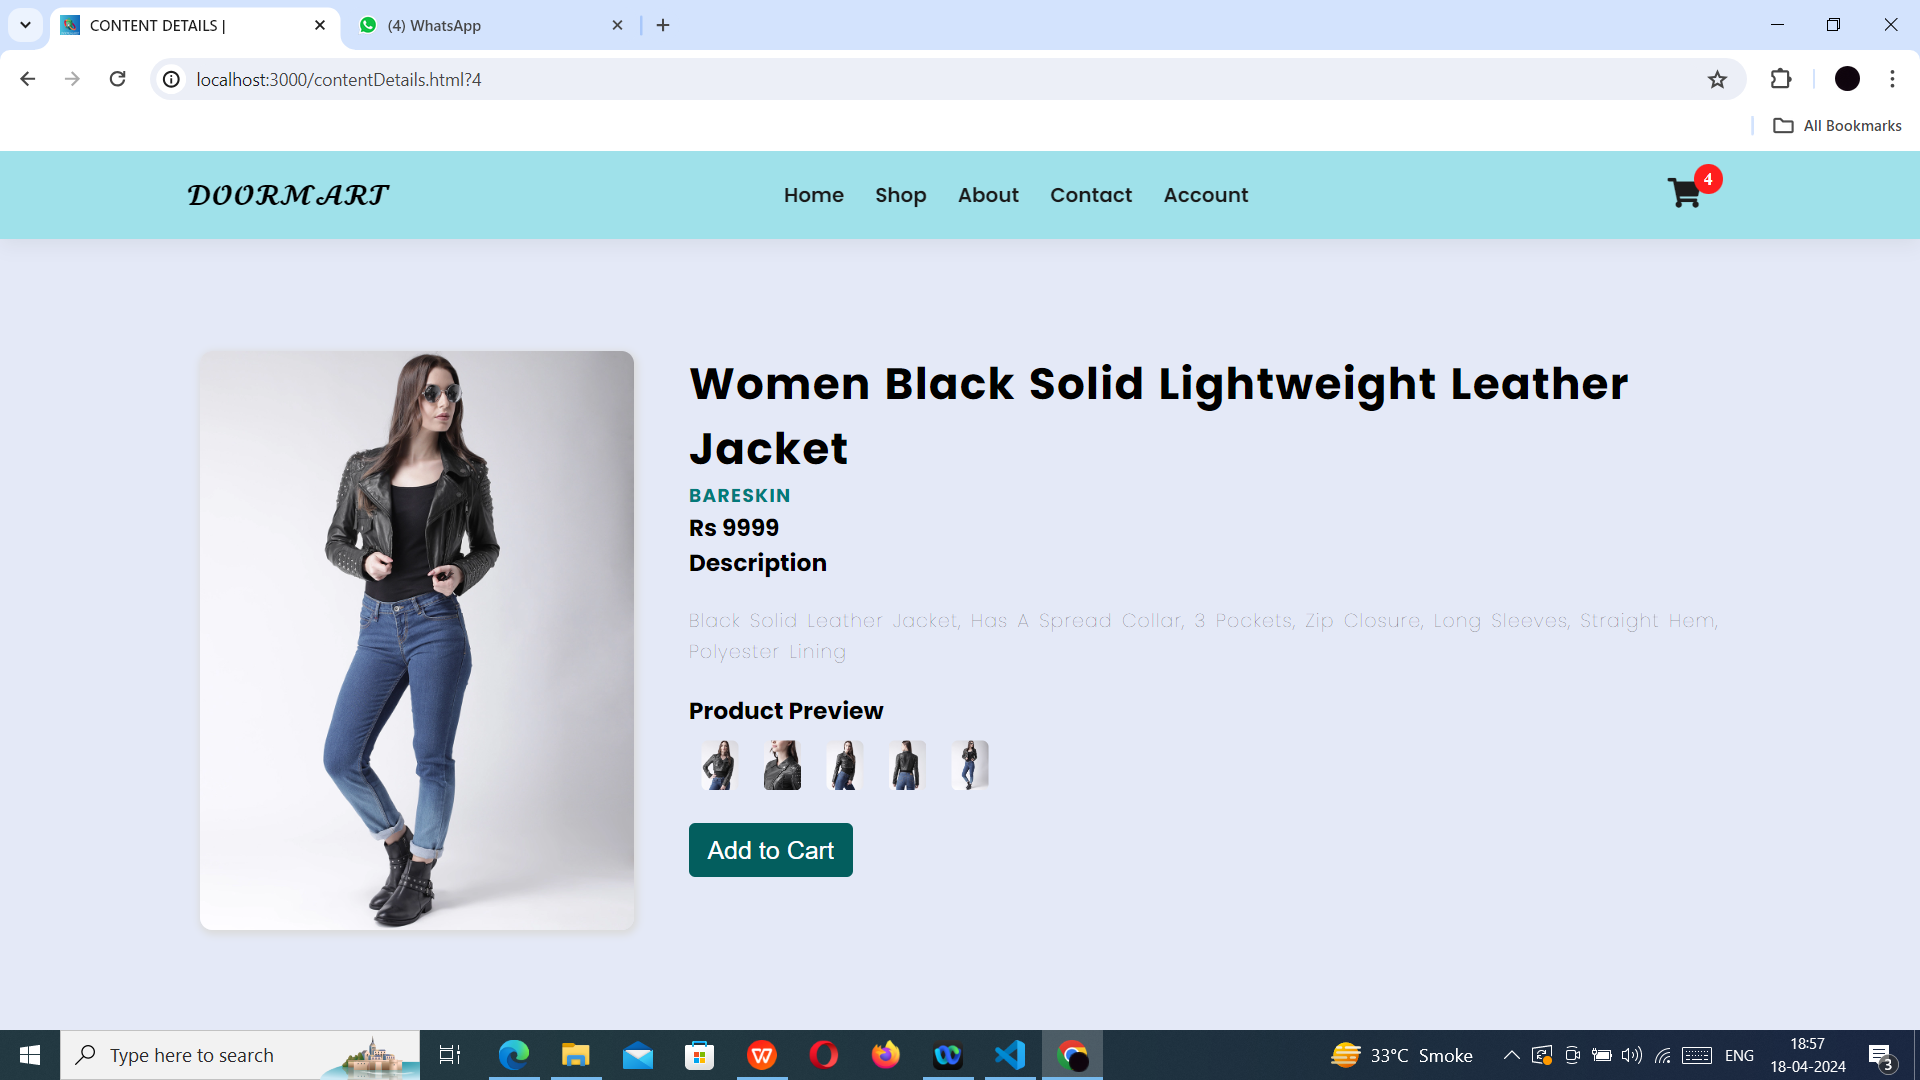 CONTENT DETAILS |
(4) WhatsApp
localhost:3000/contentDetails.html?4
All Bookmarks
DOORMART
Home Shop About Contact Account
4
Women Black Solid Lightweight Leather
Jacket
BARESKIN
Rs 9999
Description
Black Solid Leather Jacket, Has A Spread Collar, 3 Pockets, Zip Closure, Long Sleeves, Straight Hem,
Polyester Lining
Product Preview
Add to Cart
Type here to search
33°C Smoke
ENG
18:57
18-04-2024
3